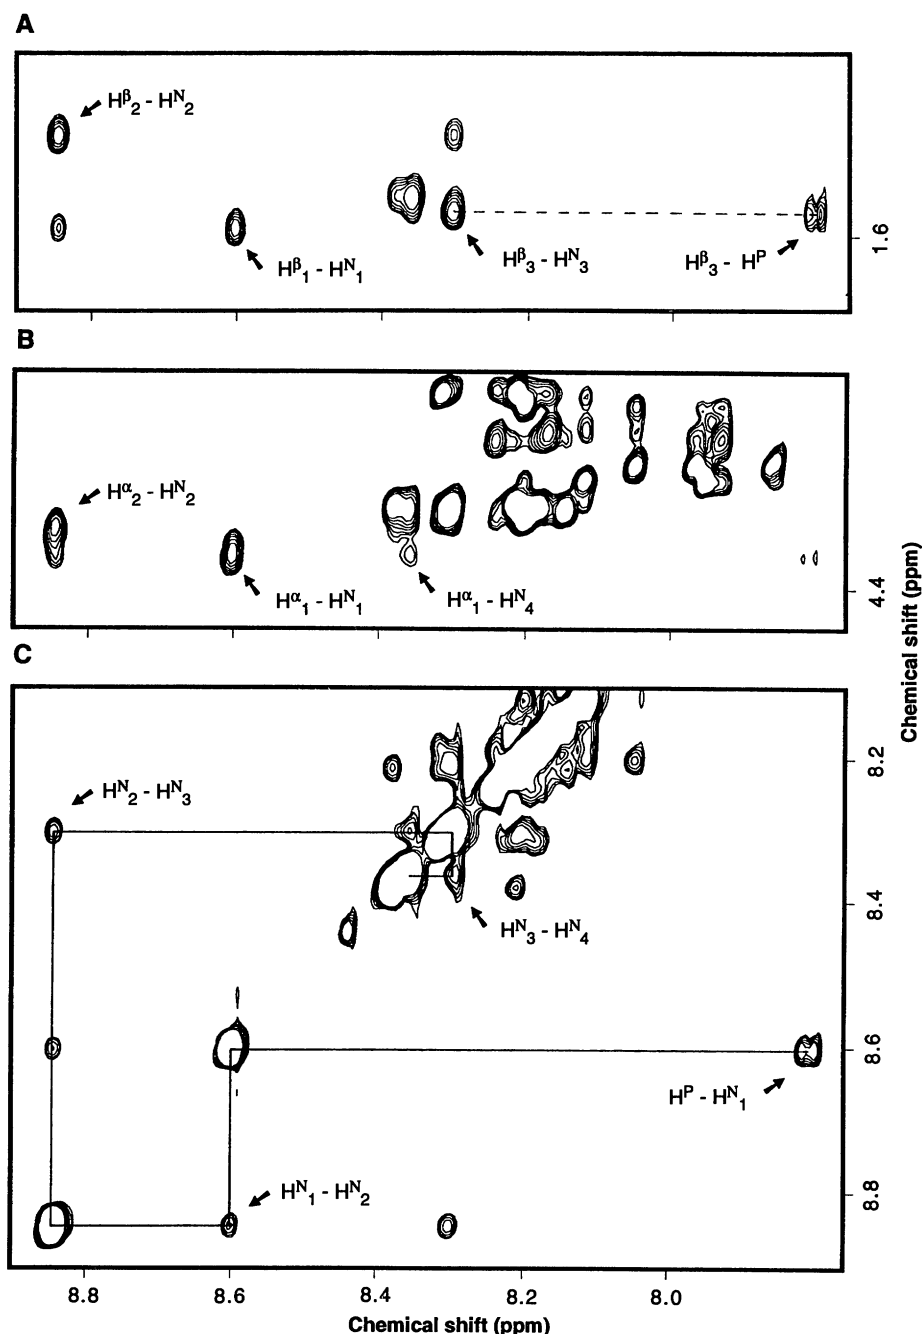 A
Hβ2 - HN2
Hβ1 - HN1
Hβ3 - HN3
Hβ3 - HP
1.6
B
Hα2 - HN2
Hα1 - HN1
Hα1 - HN4
4.4
Chemical shift (ppm)
C
HN2 - HN3
8.2
8.4
HN3 - HN4
8.6
HP - HN1
HN1 - HN2
8.8
8.8 8.6 8.4 8.2 8.0
Chemical shift (ppm)